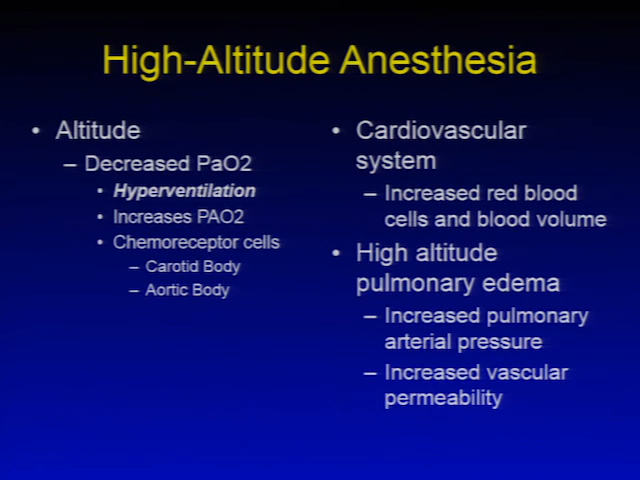 High-Altitude Anesthesia
• Altitude
– Decreased PaO2
• Hyperventilation
• Increases PAO2
• Chemoreceptor cells
– Carotid Body
– Aortic Body
• Cardiovascular
system
– Increased red blood
cells and blood volume
• High altitude
pulmonary edema
– Increased pulmonary
arterial pressure
– Increased vascular
permeability